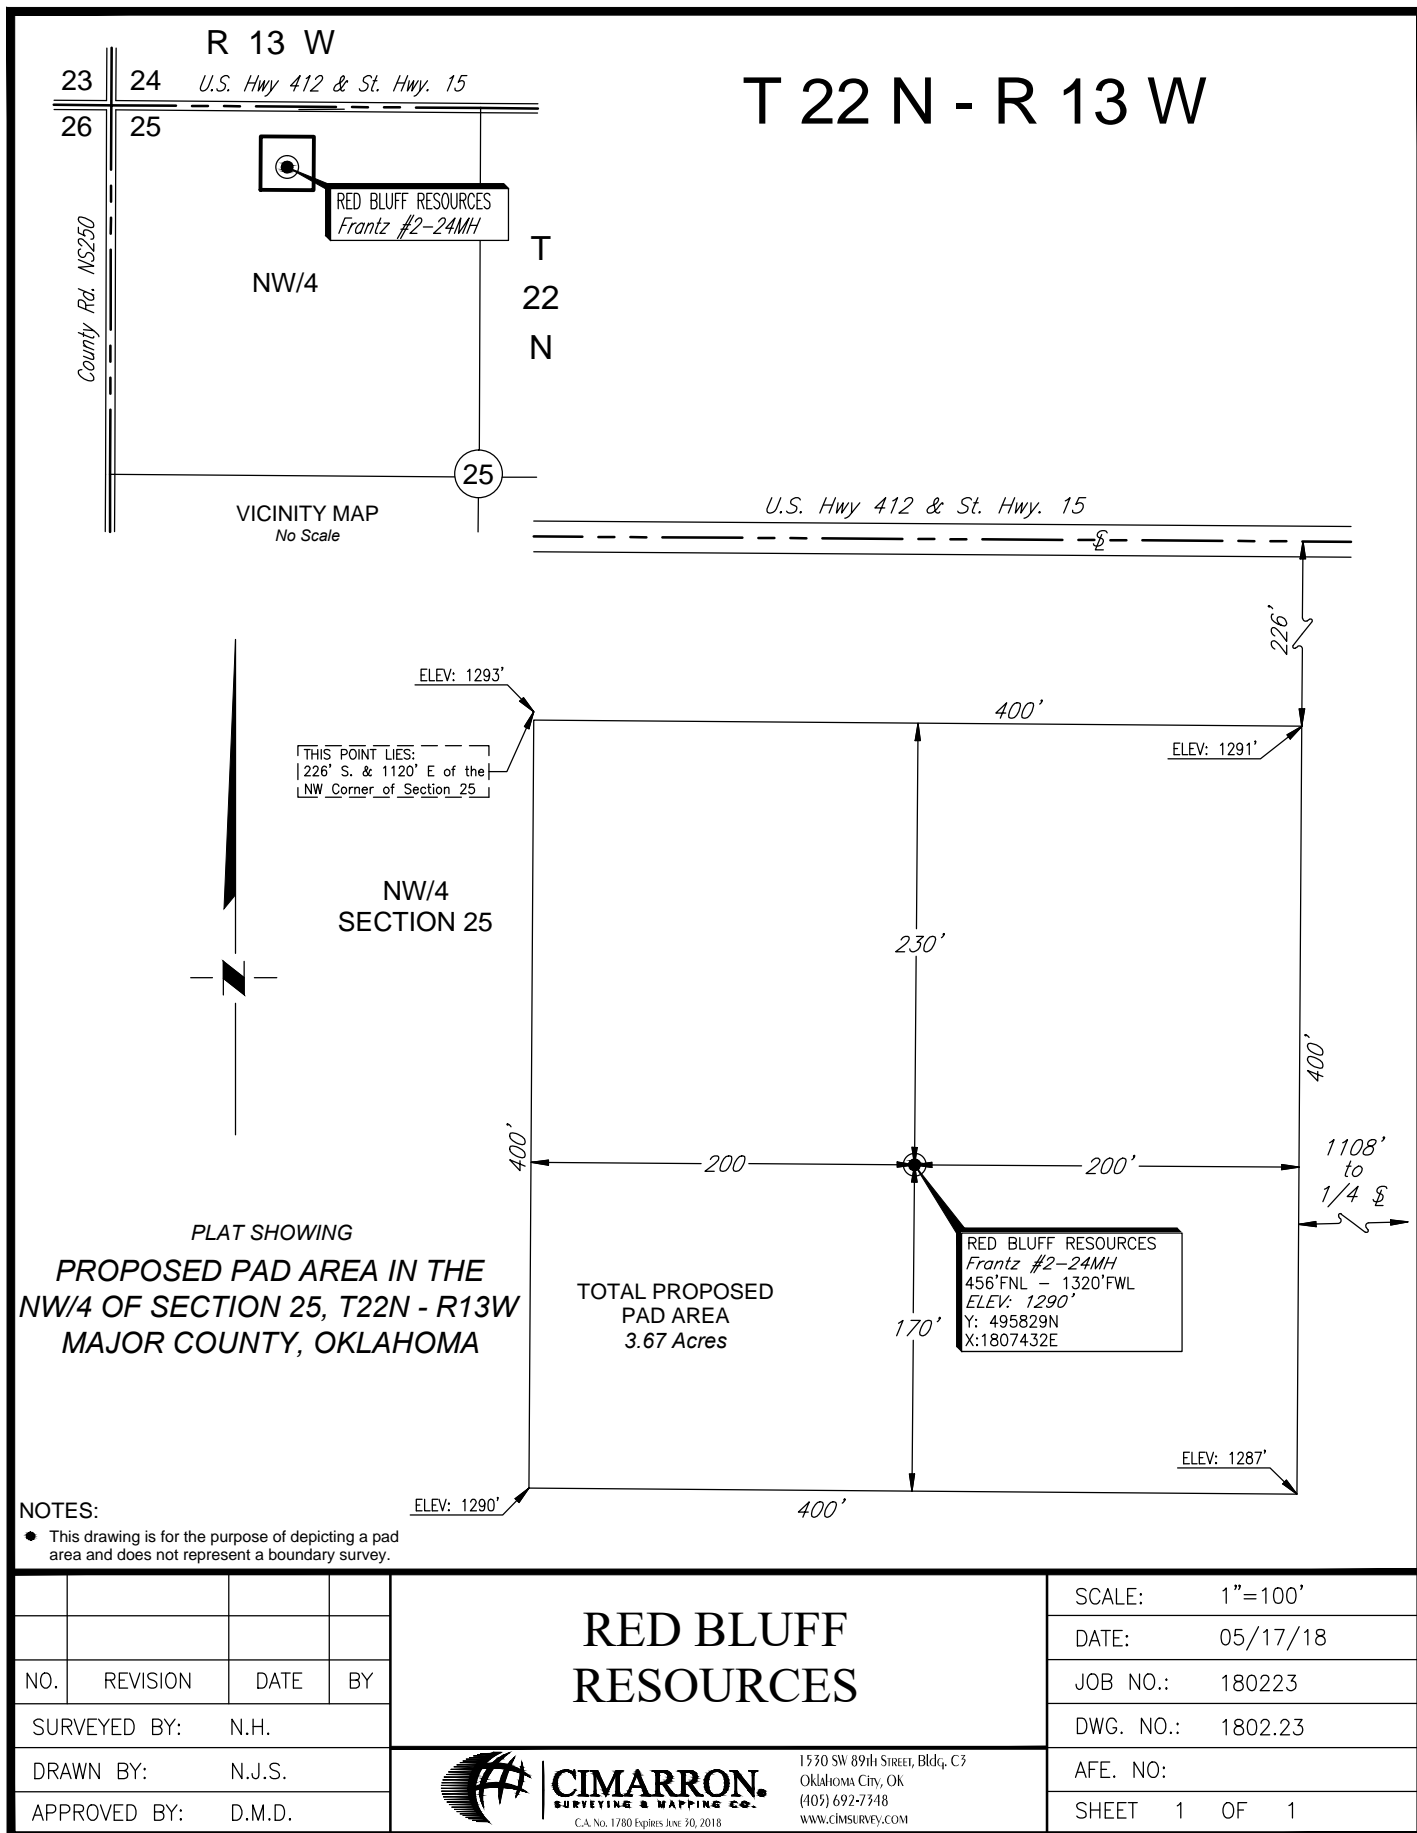 R 13 W
23 24 U.S. Hwy 412 & St. Hwy. 15
26 25
T 22 N - R 13 W
RED BLUFF RESOURCES
Frantz #2-24MH
County Rd. NS250
NW/4
T
22
N
25
VICINITY MAP
No Scale
U.S. Hwy 412 & St. Hwy. 15
℄
226'
ELEV: 1293'
400'
ELEV: 1291'
THIS POINT LIES:
226' S. & 1120' E of the
NW Corner of Section 25
NW/4
SECTION 25
N
230'
400'
400'
200
200'
1108'
to
1/4 ℄
PLAT SHOWING
PROPOSED PAD AREA IN THE
NW/4 OF SECTION 25, T22N - R13W
MAJOR COUNTY, OKLAHOMA
TOTAL PROPOSED
PAD AREA
3.67 Acres
RED BLUFF RESOURCES
Frantz #2-24MH
456'FNL - 1320'FWL
ELEV: 1290'
Y: 495829N
X:1807432E
170'
ELEV: 1287'
ELEV: 1290'
400'
NOTES:
● This drawing is for the purpose of depicting a pad
area and does not represent a boundary survey.
NO. REVISION DATE BY
SURVEYED BY: N.H.
DRAWN BY: N.J.S.
APPROVED BY: D.M.D.
RED BLUFF
RESOURCES
CIMARRON.
SURVEYING & MAPPING CO.
C.A. No. 1780 Expires June 30, 2018
1530 SW 89th Street, Bldg. C3
Oklahoma City, OK
(405) 692-7348
www.cimsurvey.com
SCALE: 1"=100'
DATE: 05/17/18
JOB NO.: 180223
DWG. NO.: 1802.23
AFE. NO:
SHEET 1 OF 1